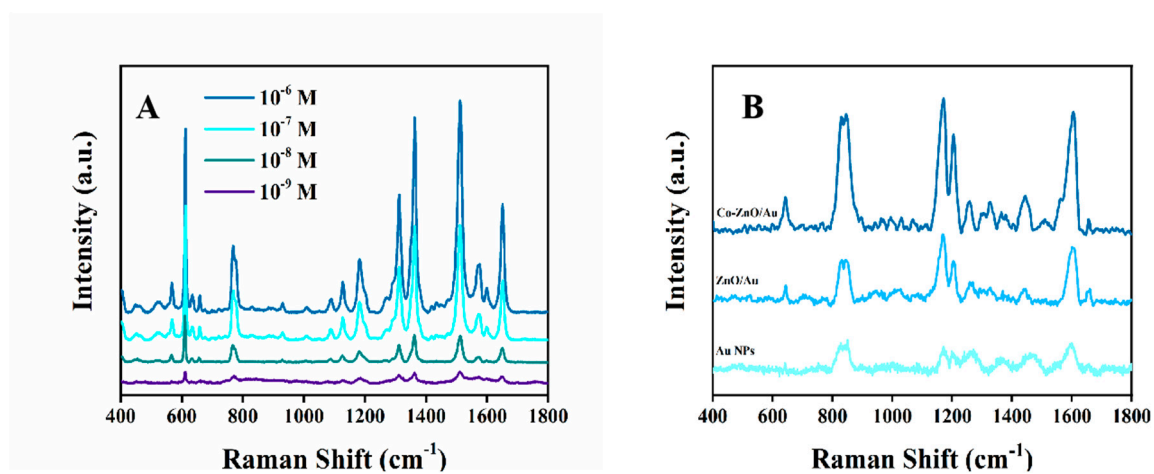 A
10⁻⁶ M
10⁻⁷ M
10⁻⁸ M
10⁻⁹ M
Intensity (a.u.)
400 600 800 1000 1200 1400 1600 1800
Raman Shift (cm⁻¹)
B
Co-ZnO/Au
ZnO/Au
Au NPs
Intensity (a.u.)
400 600 800 1000 1200 1400 1600 1800
Raman Shift (cm⁻¹)